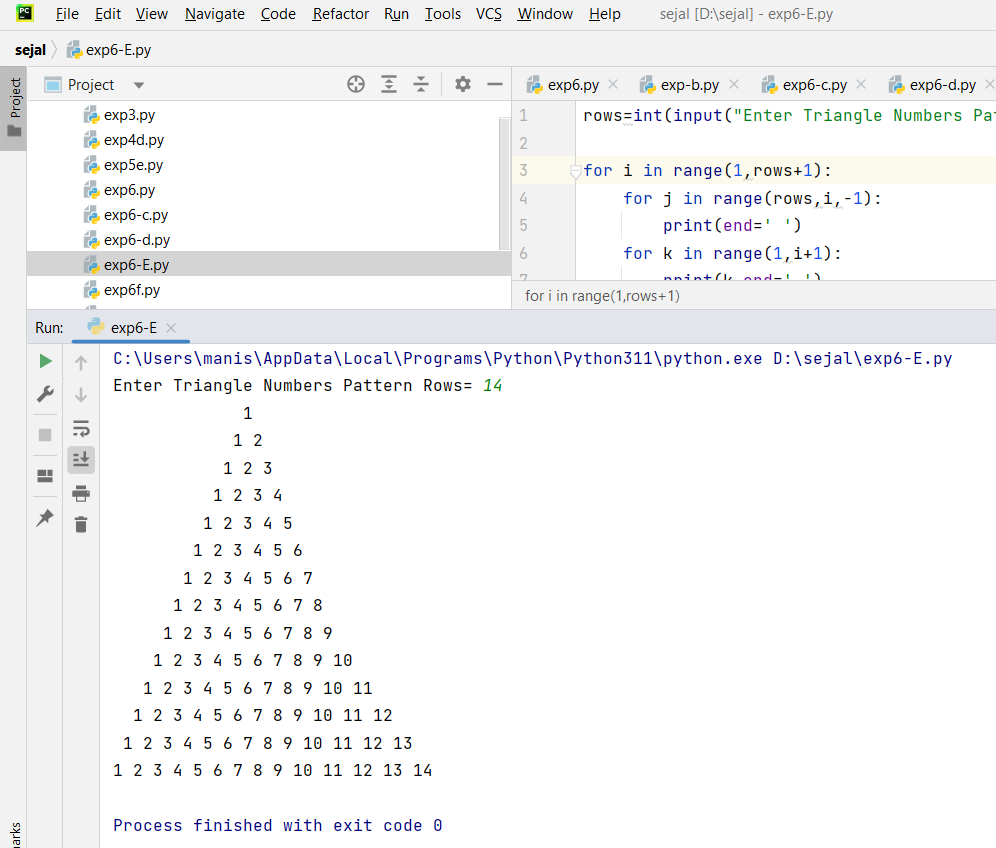 PC File Edit View Navigate Code Refactor Run Tools VCS Window Help sejal [D:\sejal] - exp6-E.py
sejal exp6-E.py
Project
Project
exp3.py
exp4d.py
exp5e.py
exp6.py
exp6-c.py
exp6-d.py
exp6-E.py
exp6f.py
exp6.py exp-b.py exp6-c.py exp6-d.py
1 rows=int(input("Enter Triangle Numbers Pa
2
3 for i in range(1,rows+1):
4 for j in range(rows,i,-1):
5 print(end=' ')
6 for k in range(1,i+1):
7 print(k,end=' ')
for i in range(1,rows+1)
Run: exp6-E
C:\Users\manis\AppData\Local\Programs\Python\Python311\python.exe D:\sejal\exp6-E.py
Enter Triangle Numbers Pattern Rows= 14
1
1 2
1 2 3
1 2 3 4
1 2 3 4 5
1 2 3 4 5 6
1 2 3 4 5 6 7
1 2 3 4 5 6 7 8
1 2 3 4 5 6 7 8 9
1 2 3 4 5 6 7 8 9 10
1 2 3 4 5 6 7 8 9 10 11
1 2 3 4 5 6 7 8 9 10 11 12
1 2 3 4 5 6 7 8 9 10 11 12 13
1 2 3 4 5 6 7 8 9 10 11 12 13 14
Process finished with exit code 0
arks